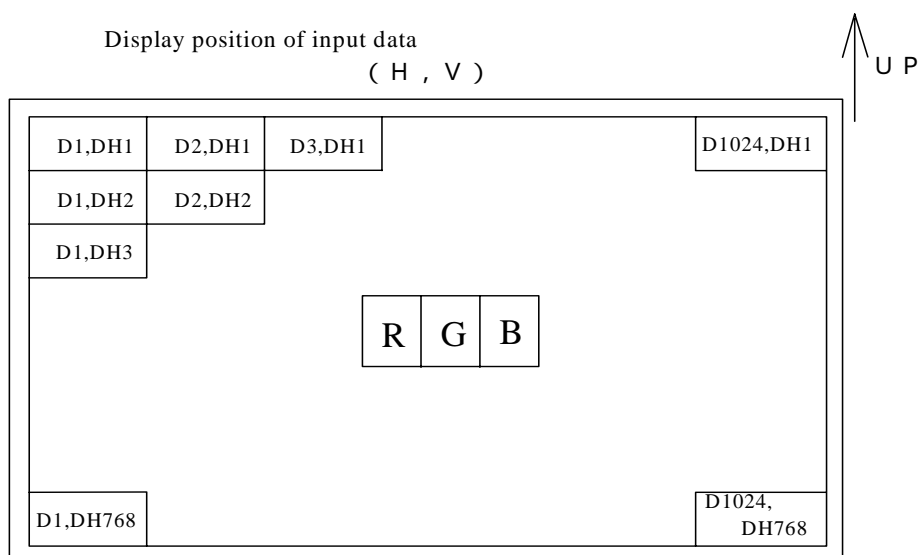 Display position of input data
( H , V )
U P
D1,DH1 D2,DH1 D3,DH1 D1024,DH1
D1,DH2 D2,DH2
D1,DH3
R G B
D1,DH768 D1024,
DH768